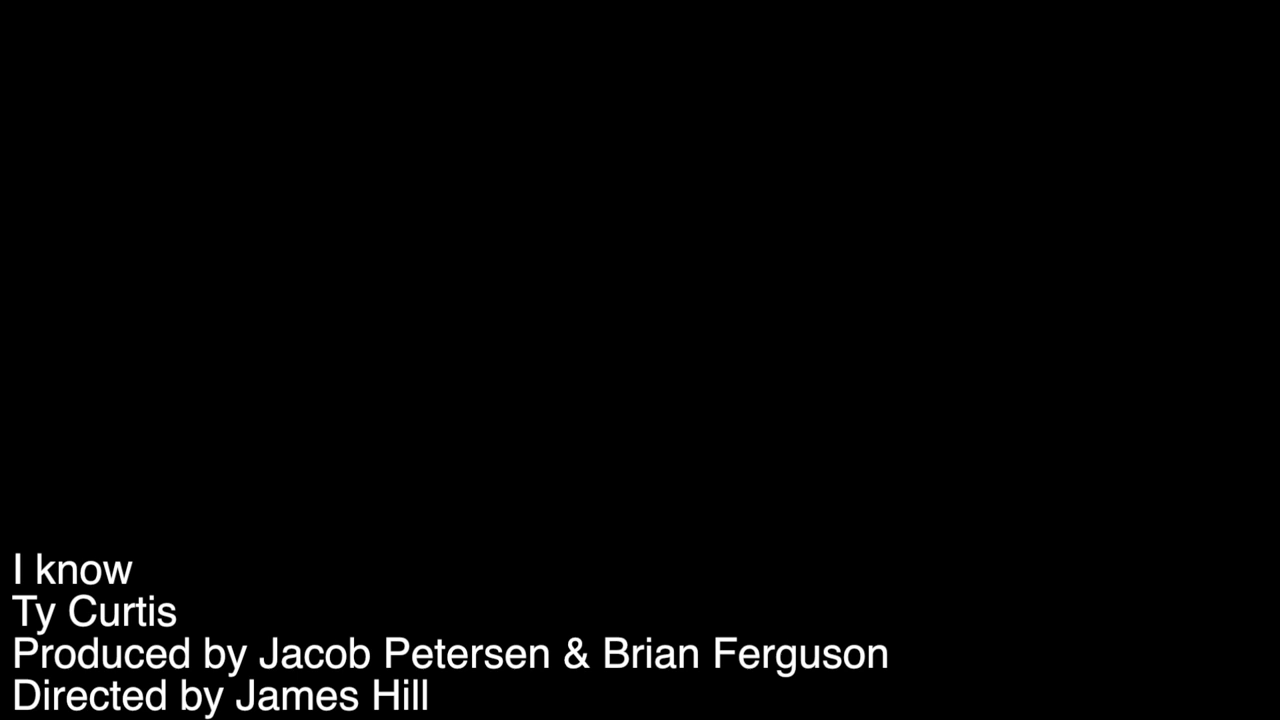 I know
Ty Curtis
Produced by Jacob Petersen & Brian Ferguson
Directed by James Hill